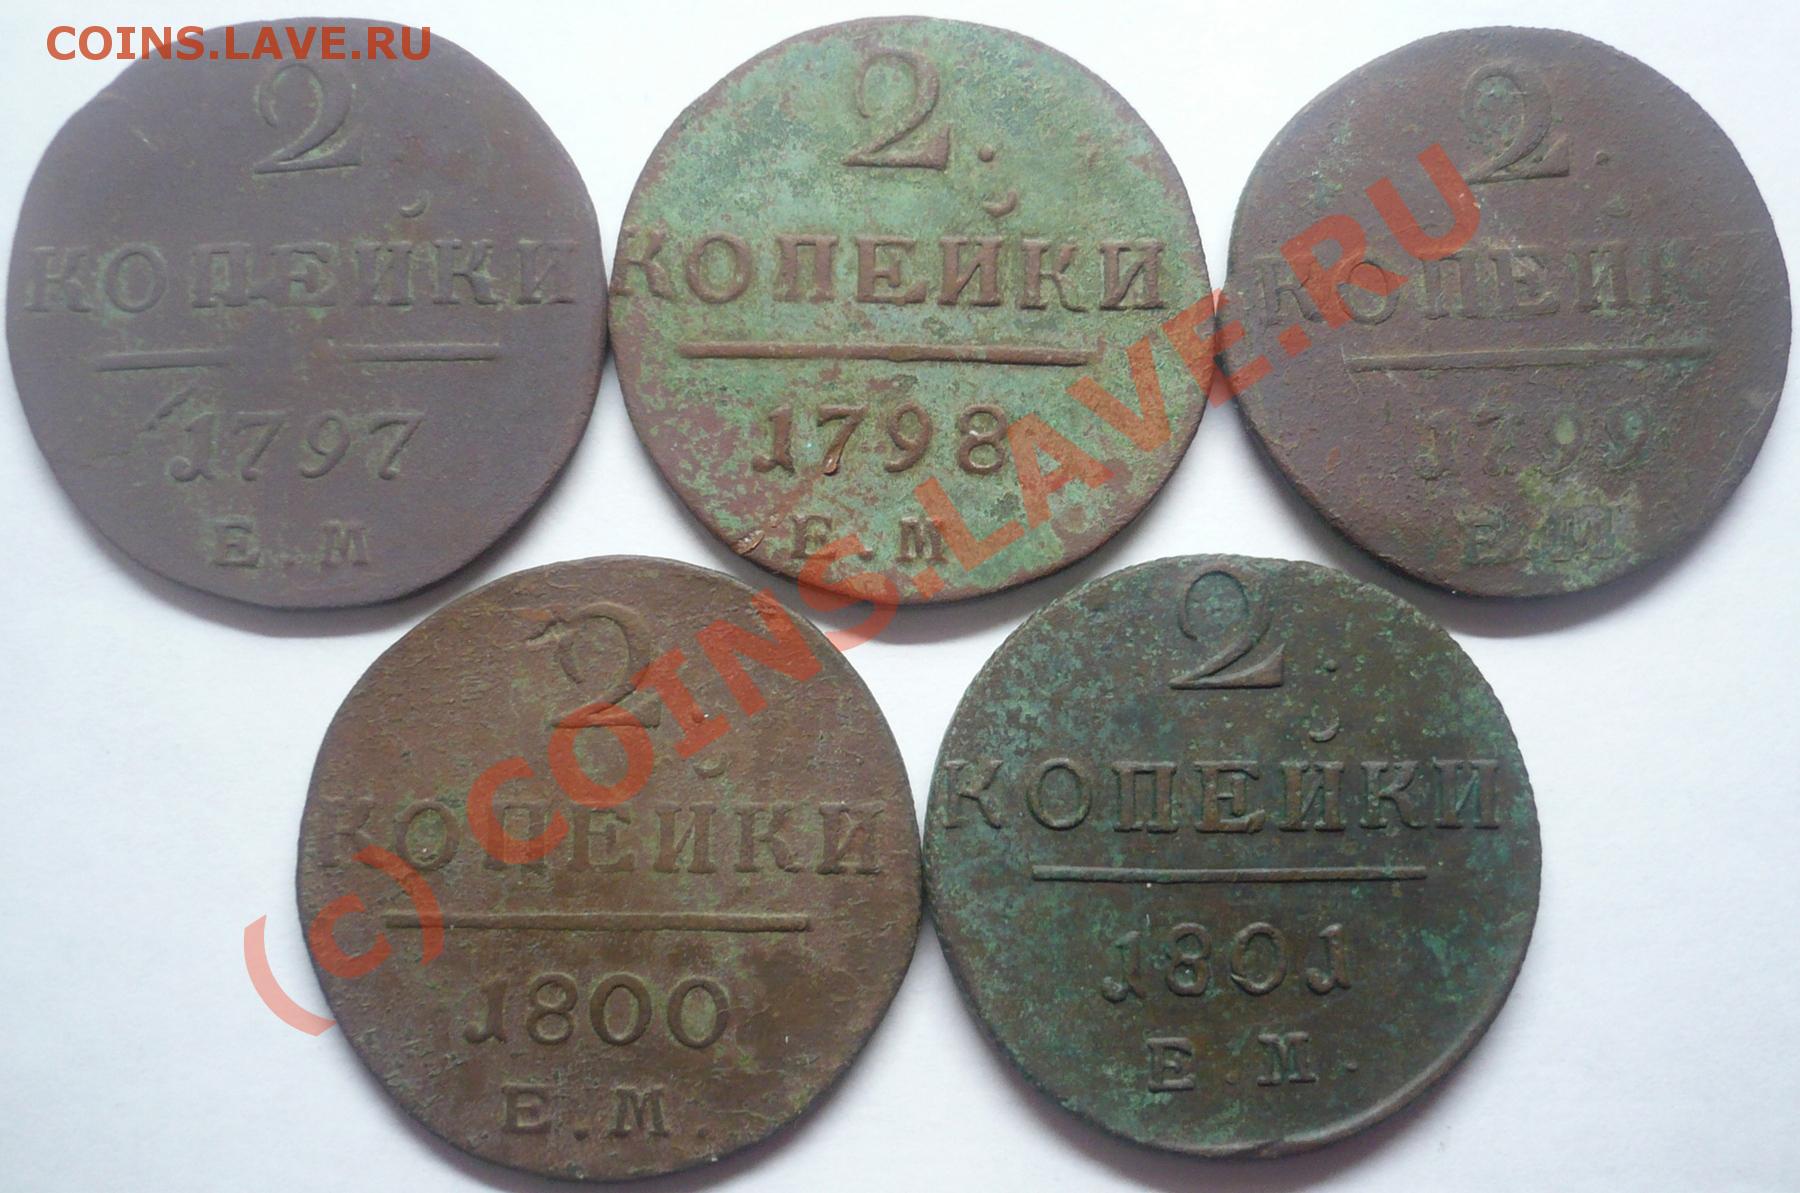 COINS.LAVE.RU
2
КОПЕЙКИ
1797
Е.М
2.
КОПЕЙКИ
1798
Е.М
2.
КОПЕЙК
1799
Е М
2.
КОПЕЙКИ
1800
Е.М.
2.
КОПЕЙКИ
1801
Е.М.
(c) COINS.LAVE.RU